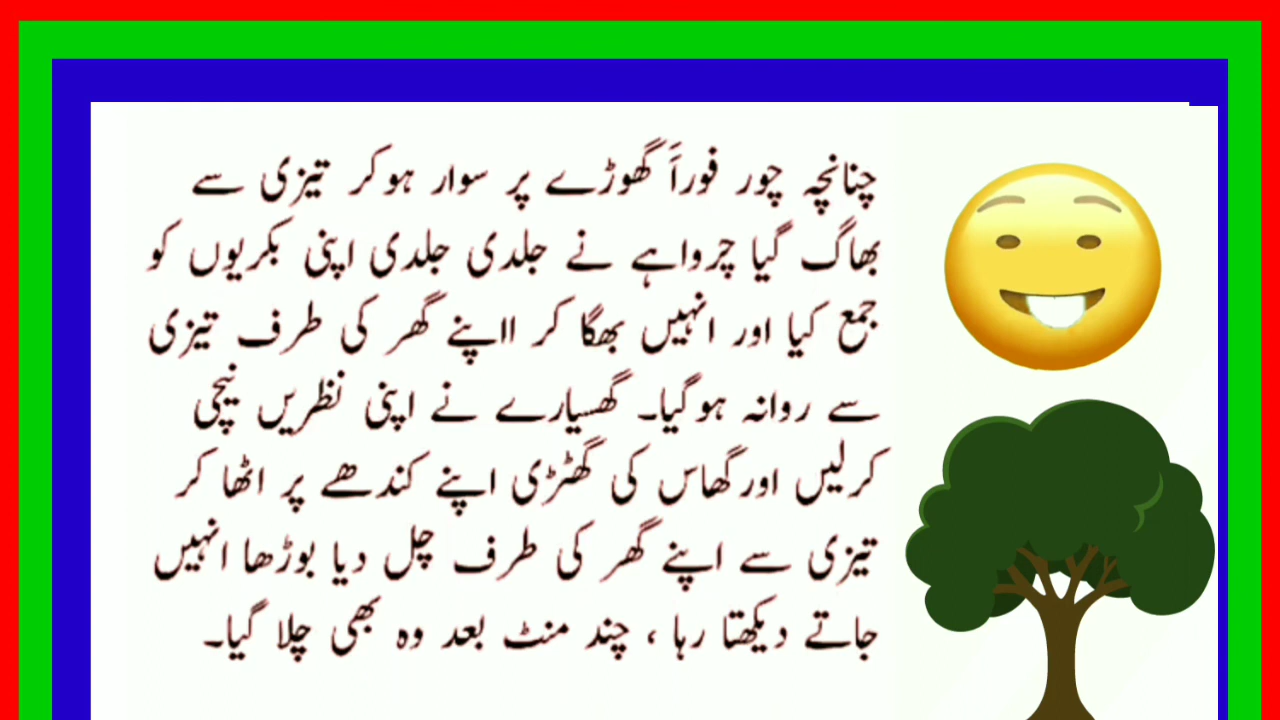 چنانچہ چور فوراََ گھوڑے پر سوار ہوکر تیزی سے
بھاگ گیا چرواہے نے جلدی جلدی اپنی بکریوں کو
جمع کیا اور انہیں بھگا کر ااپنے گھر کی طرف تیزی
سے روانہ ہوگیا۔ گھسیارے نے اپنی نظریں نیچی
کرلیں اورگھاس کی گھٹڑی اپنے کندھے پر اٹھا کر
تیزی سے اپنے گھر کی طرف چل دیا بوڑھا انہیں
جاتے دیکھتا رہا ، چند منٹ بعد وہ بھی چلا گیا۔